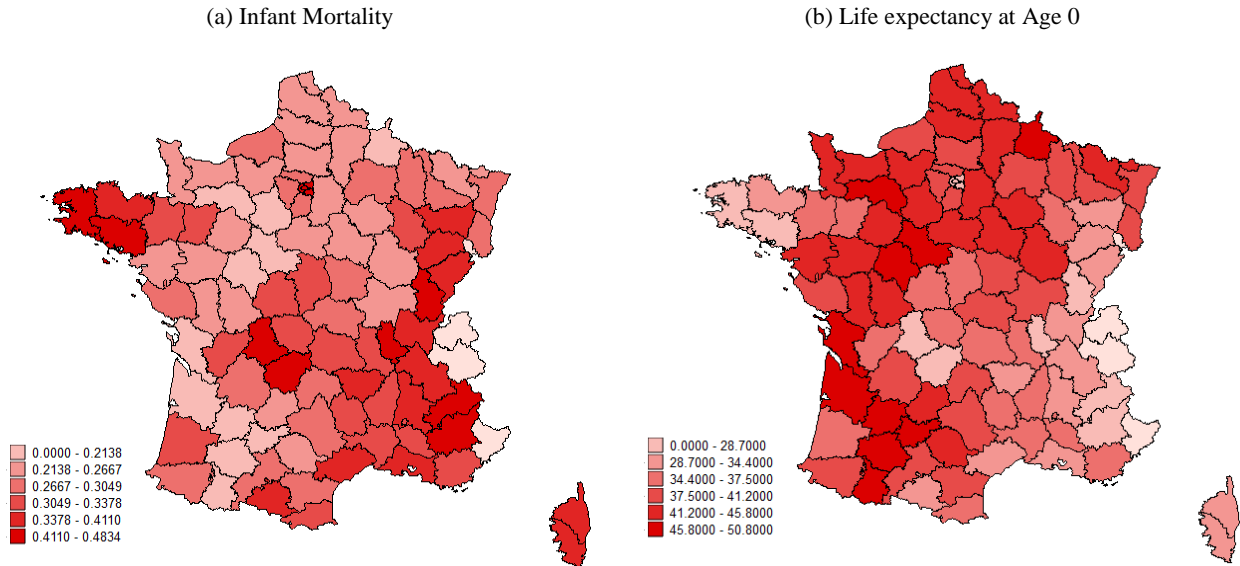 (a) Infant Mortality
(b) Life expectancy at Age 0
0.0000 - 0.2138
0.2138 - 0.2667
0.2667 - 0.3049
0.3049 - 0.3378
0.3378 - 0.4110
0.4110 - 0.4834
0.0000 - 28.7000
28.7000 - 34.4000
34.4000 - 37.5000
37.5000 - 41.2000
41.2000 - 45.8000
45.8000 - 50.8000